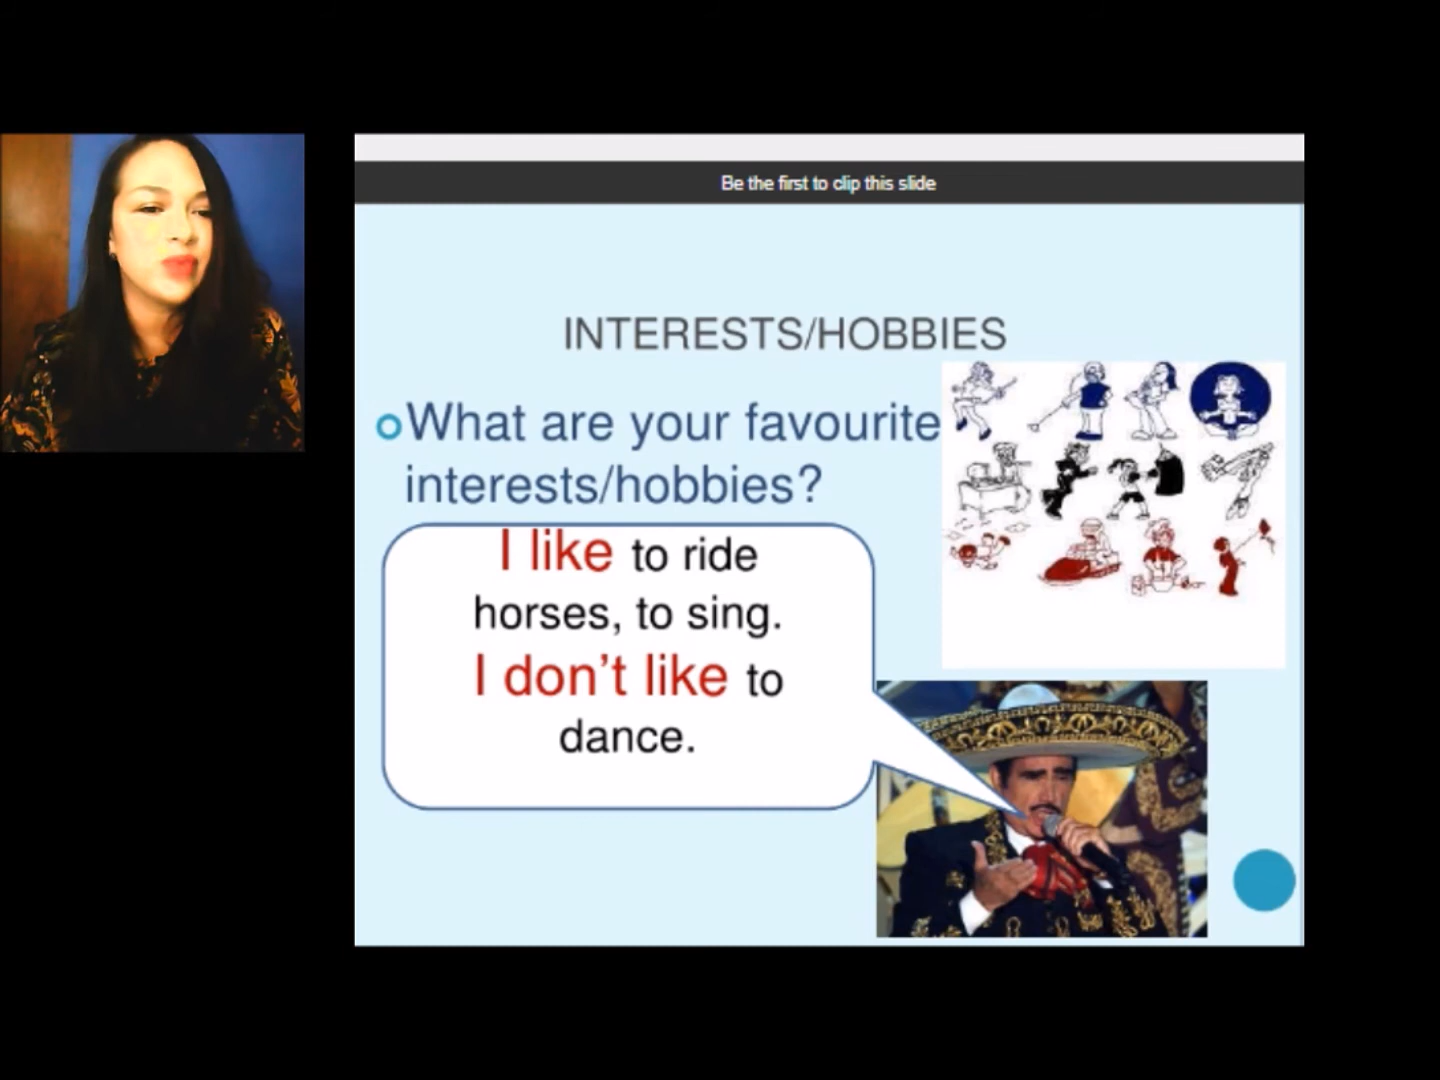 Be the first to clip this slide
INTERESTS/HOBBIES
What are your favourite
interests/hobbies?
I like to ride
horses, to sing.
I don’t like to
dance.